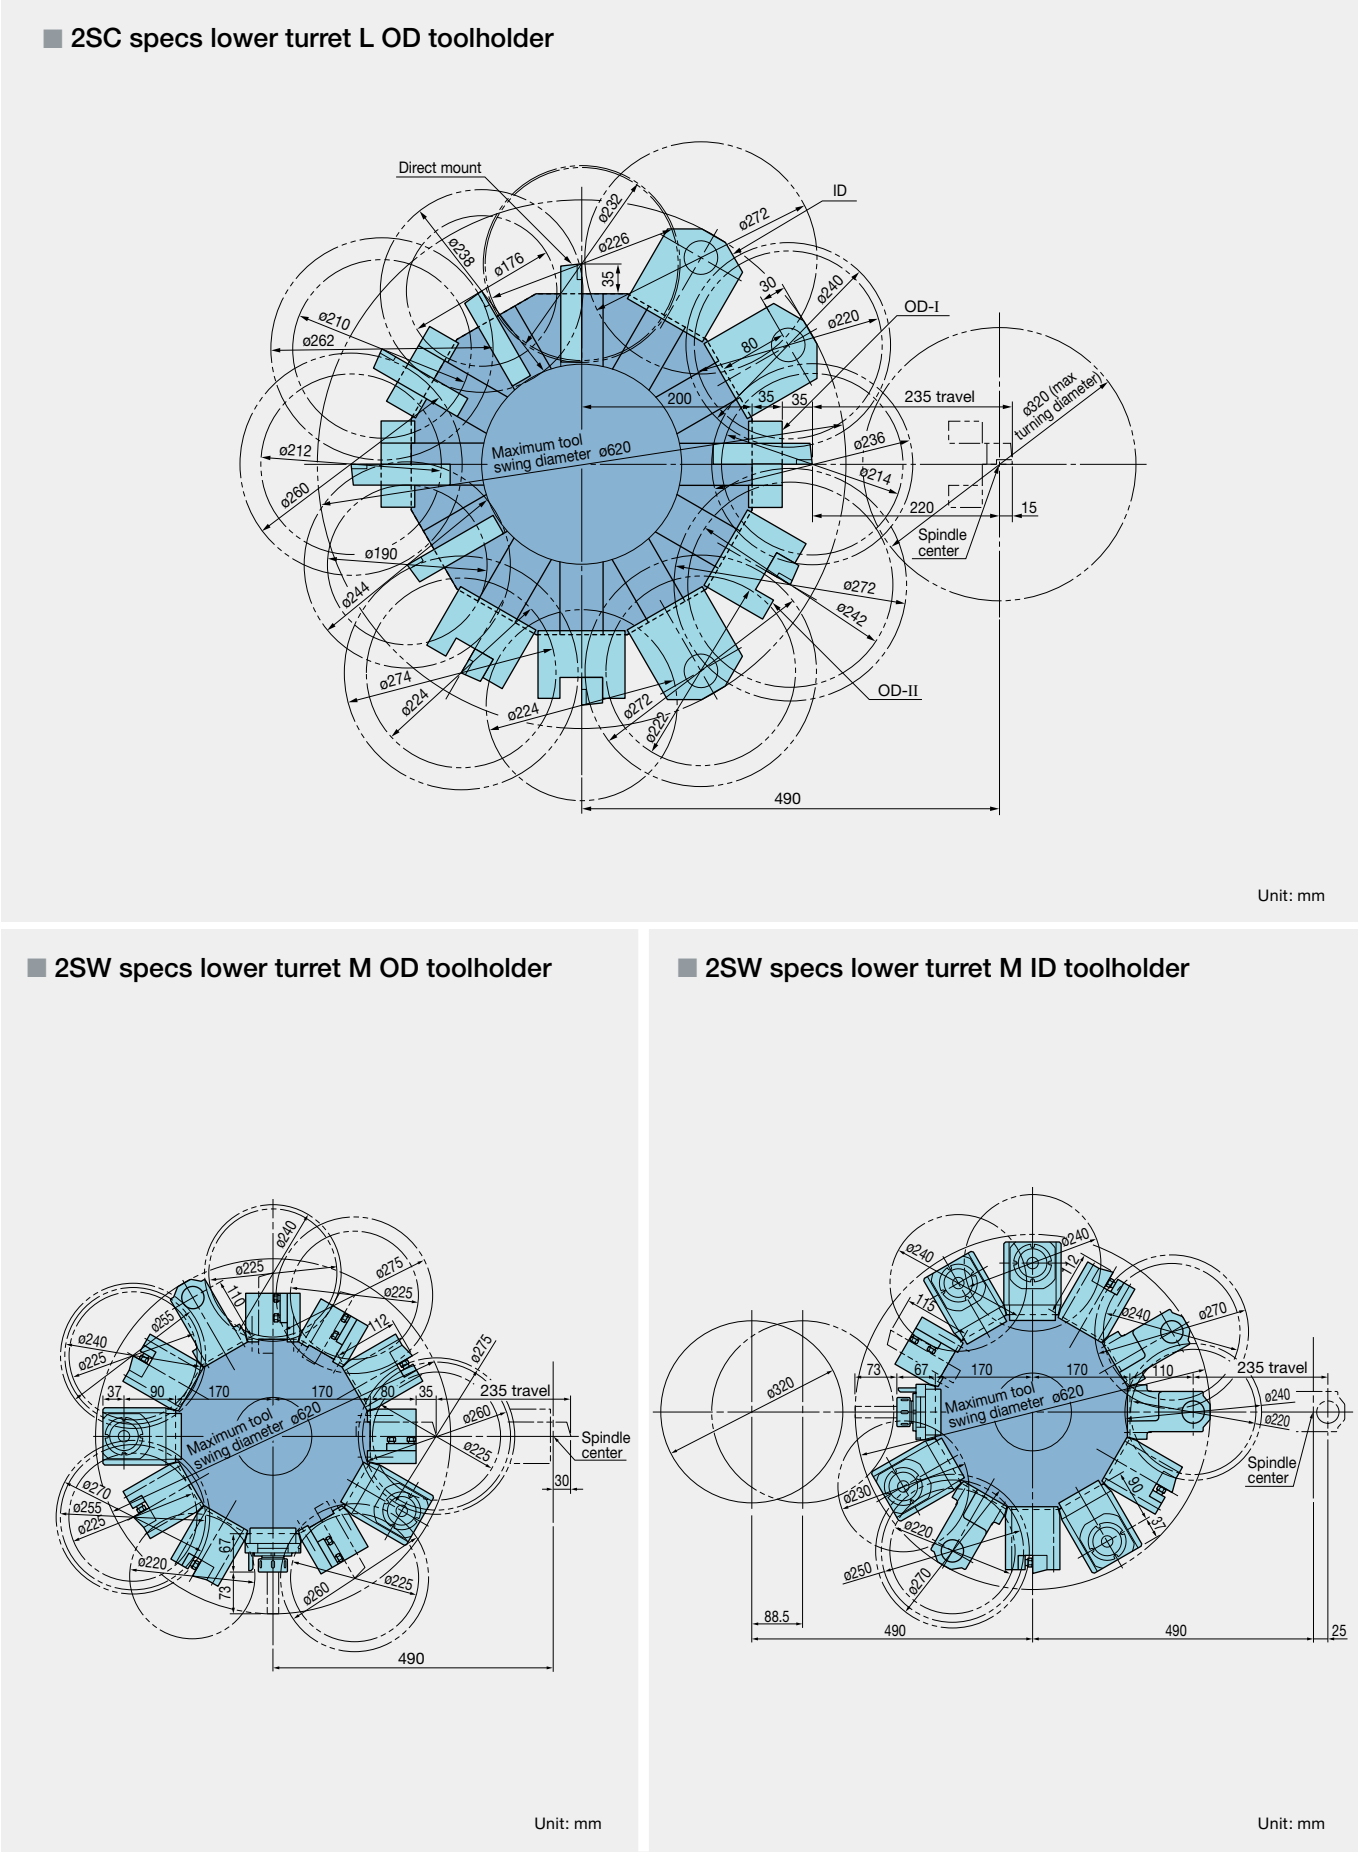 2SC specs lower turret L OD toolholder
Direct mount
ID
ø232
ø272
ø226
ø238
ø176
35
30
ø240
OD-I
ø210
ø262
ø220
80
200
35
35
235 travel
ø320 (max
turning diameter)
Maximum tool
swing diameter ø620
ø236
ø212
ø214
ø260
220
15
Spindle
center
ø190
ø244
ø272
ø242
ø274
ø224
ø224
ø272
ø222
OD-II
490
Unit: mm
2SW specs lower turret M OD toolholder
ø240
ø225
ø275
ø225
110
ø255
112
ø240
ø225
ø275
37
90
170
170
80
35
235 travel
Maximum tool
swing diameter ø620
ø260
ø225
Spindle
center
30
ø270
ø255
ø225
67
ø220
73
ø260
ø225
490
Unit: mm
2SW specs lower turret M ID toolholder
ø240
ø240
112
115
ø240
ø270
73
67
170
170
110
235 travel
ø320
Maximum tool
swing diameter ø620
ø240
ø220
Spindle
center
ø230
90
37
ø220
ø250
ø270
88.5
490
490
25
Unit: mm